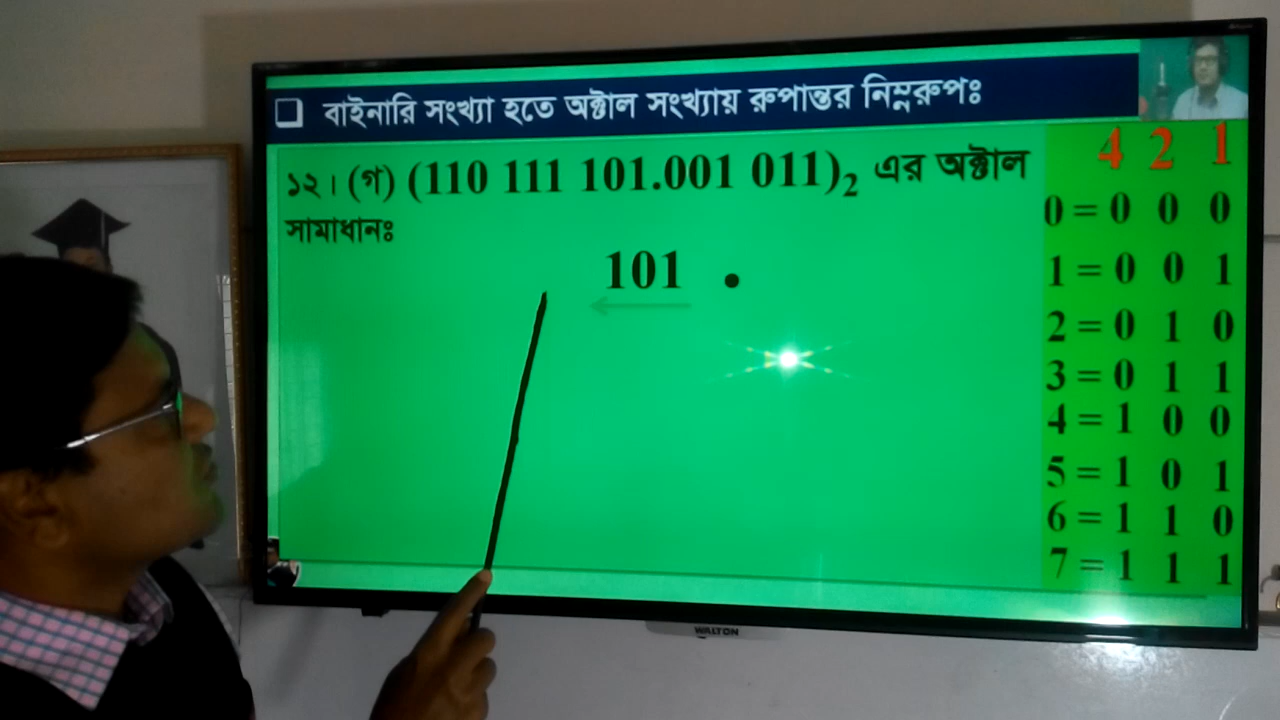 বাইনারি সংখ্যা হতে অক্টাল সংখ্যায় রুপান্তর নিম্নরুপঃ
১২। (গ) (110 111 101.001 011)2 এর অক্টাল
সামাধানঃ
101 .
4 2 1
0 = 0 0 0
1 = 0 0 1
2 = 0 1 0
3 = 0 1 1
4 = 1 0 0
5 = 1 0 1
6 = 1 1 0
7 = 1 1 1
WALTON